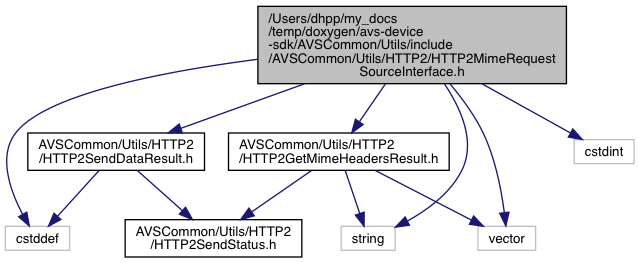 /Users/dhpp/my_docs
/temp/doxygen/avs-device
-sdk/AVSCommon/Utils/include
/AVSCommon/Utils/HTTP2/HTTP2MimeRequest
SourceInterface.h
AVSCommon/Utils/HTTP2
/HTTP2SendDataResult.h
AVSCommon/Utils/HTTP2
/HTTP2GetMimeHeadersResult.h
cstdint
cstddef
AVSCommon/Utils/HTTP2
/HTTP2SendStatus.h
string
vector